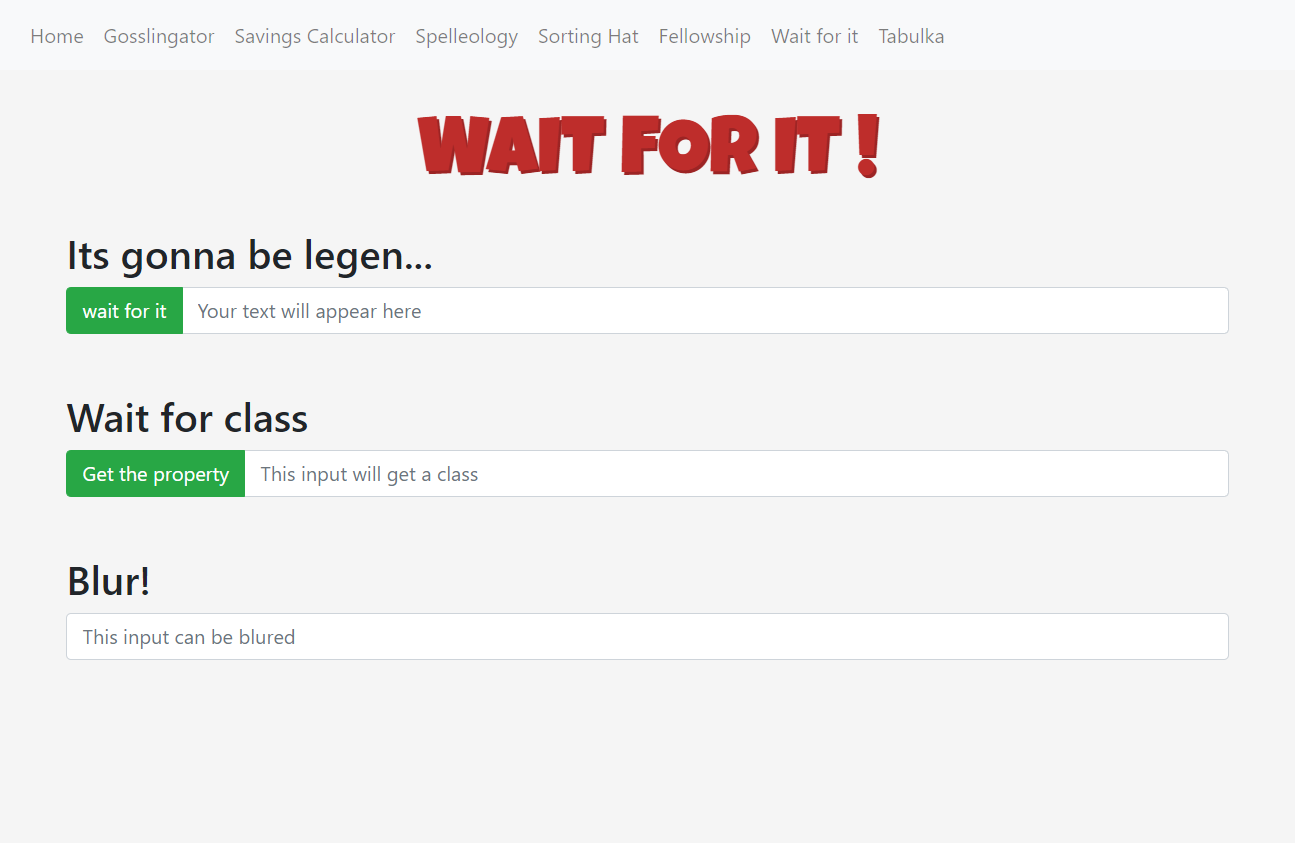 Home Gosslingator Savings Calculator Spelleology Sorting Hat Fellowship Wait for it Tabulka
WAIT FOR IT !
Its gonna be legen...
wait for it Your text will appear here
Wait for class
Get the property This input will get a class
Blur!
This input can be blured